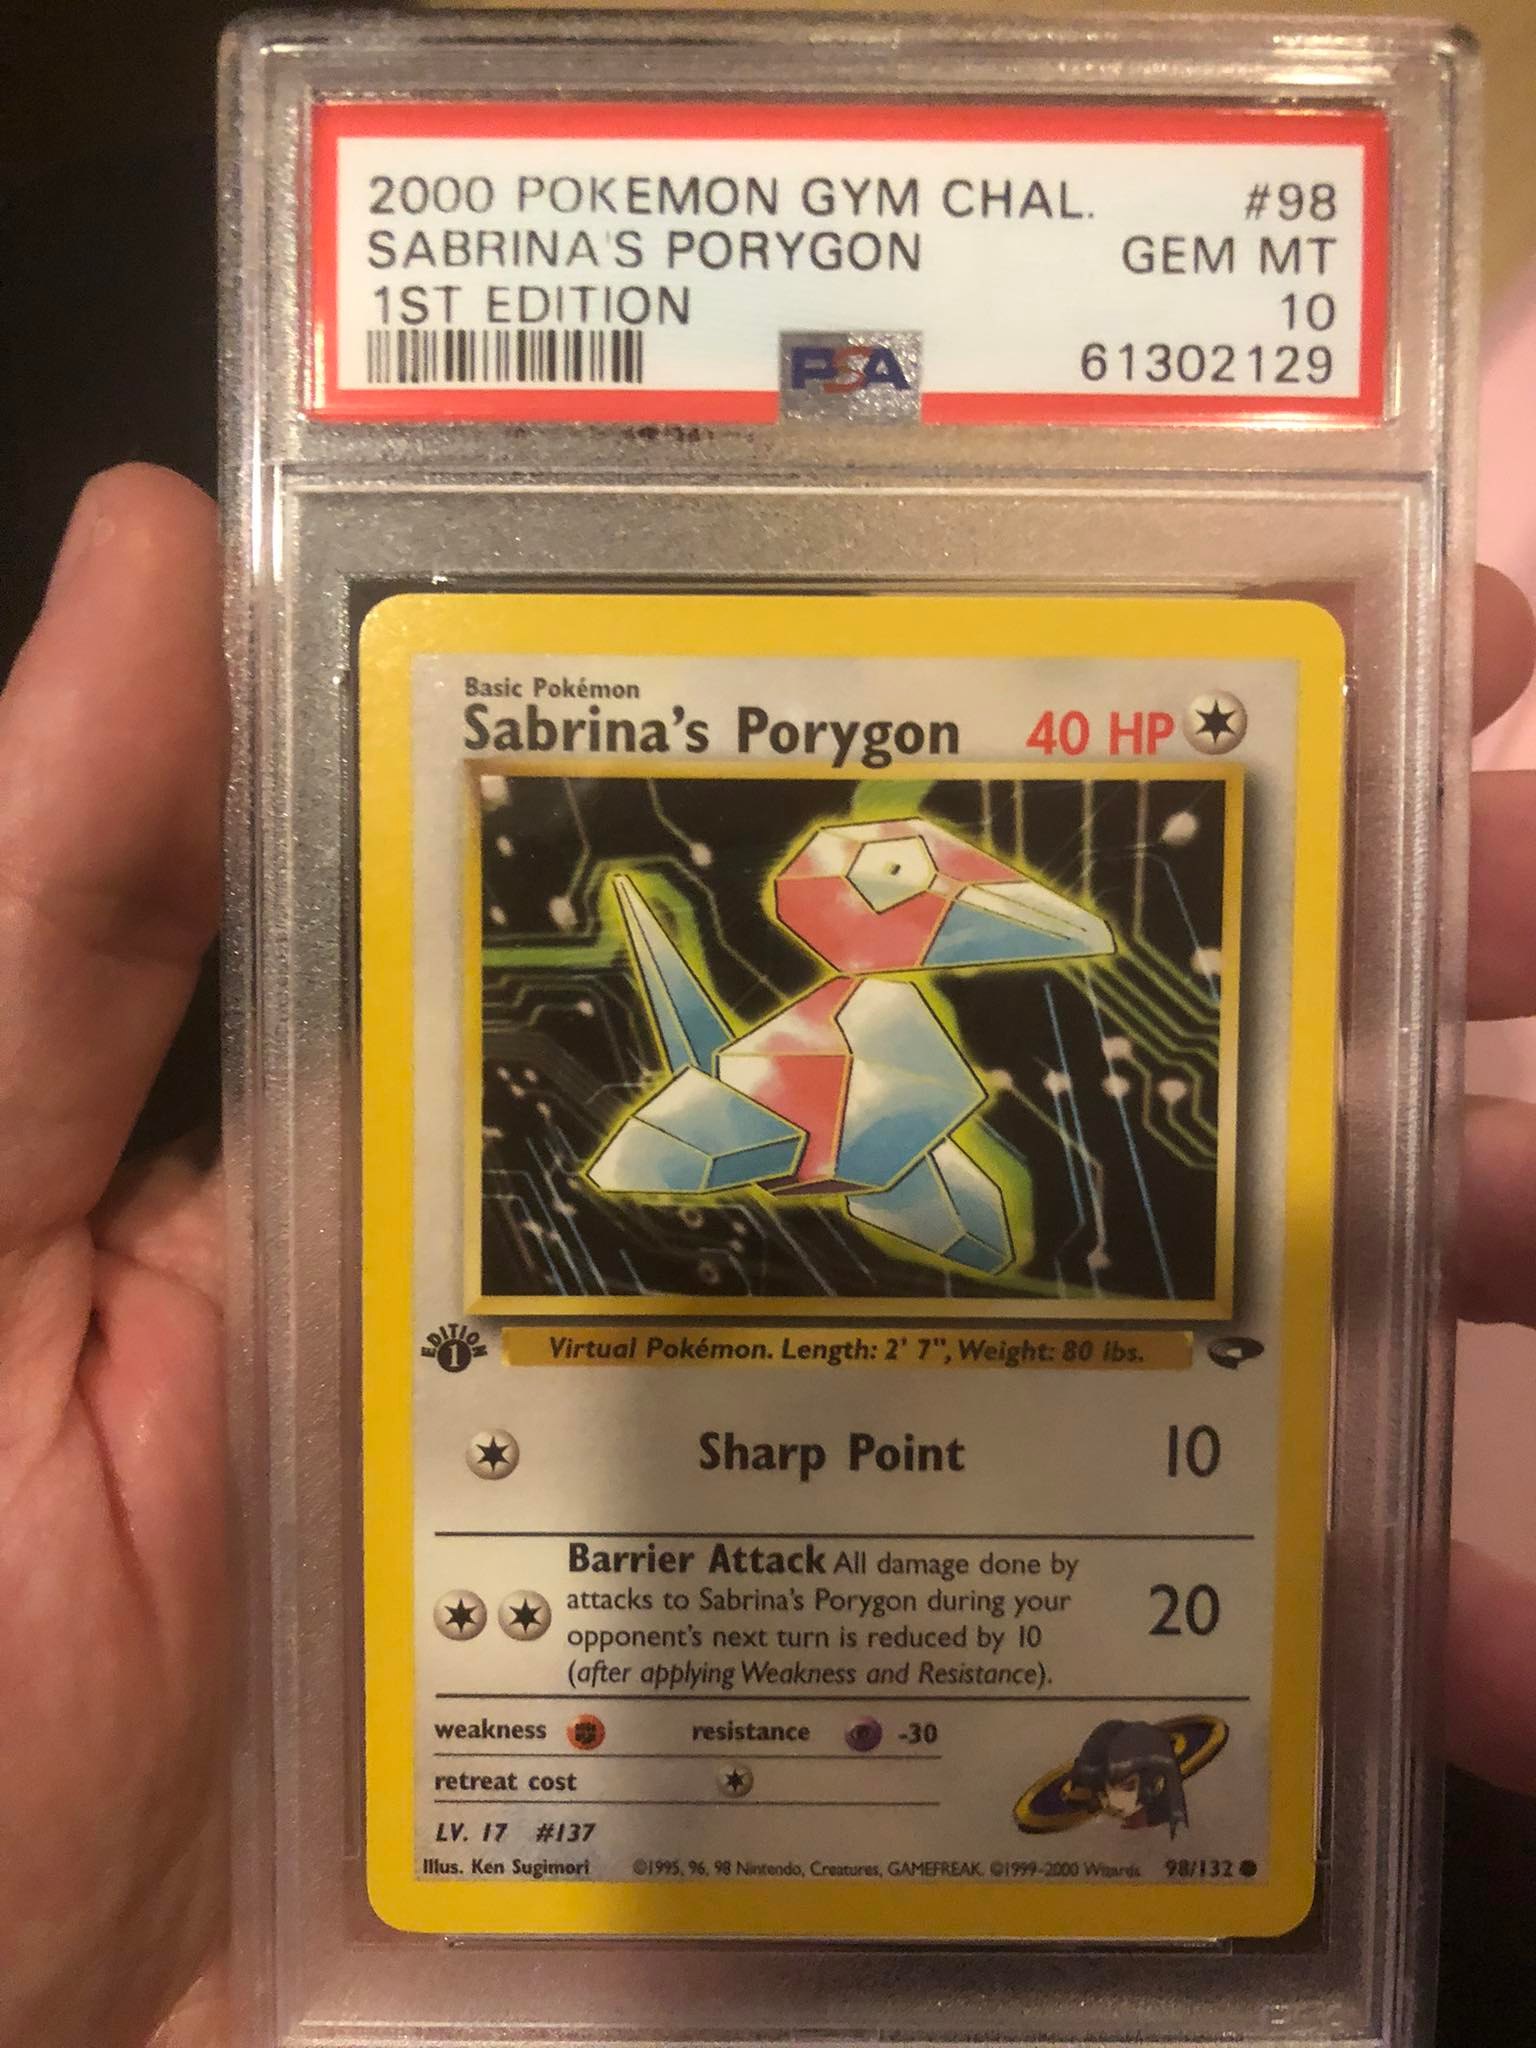 2000 POKEMON GYM CHAL. #98
SABRINA'S PORYGON GEM MT
1ST EDITION 10
PSA 61302129
Basic Pokémon
Sabrina's Porygon 40 HP
EDITION 1
Virtual Pokémon. Length: 2' 7", Weight: 80 lbs.
Sharp Point 10
Barrier Attack All damage done by
attacks to Sabrina's Porygon during your
opponent's next turn is reduced by 10
(after applying Weakness and Resistance).
20
weakness resistance -30
retreat cost
LV. 17 #137
Illus. Ken Sugimori ©1995, 96, 98 Nintendo, Creatures, GAMEFREAK. ©1999-2000 Wizards. 98/132